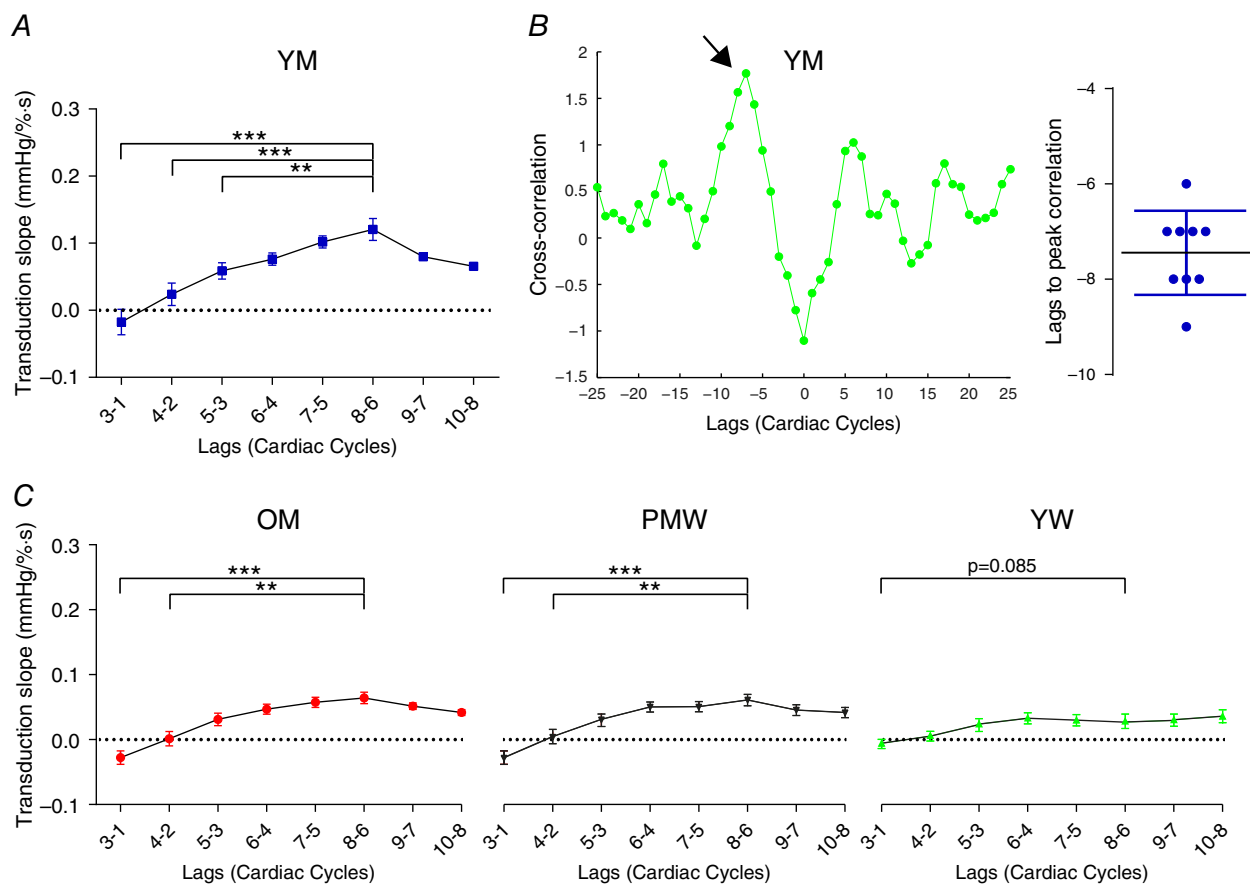 A
YM
Transduction slope (mmHg/%·s)
0.3
0.2
0.1
0.0
−0.1
***
***
**
3-1 4-2 5-3 6-4 7-5 8-6 9-7 10-8
Lags (Cardiac Cycles)
B
YM
Cross-correlation
2
1.5
1
0.5
0
−0.5
−1
−1.5
−25 −20 −15 −10 −5 0 5 10 15 20 25
Lags (Cardiac Cycles)
Lags to peak correlation
−4
−6
−8
−10
C
OM
Transduction slope (mmHg/%·s)
0.3
0.2
0.1
0.0
−0.1
***
**
3-1 4-2 5-3 6-4 7-5 8-6 9-7 10-8
Lags (Cardiac Cycles)
PMW
***
**
3-1 4-2 5-3 6-4 7-5 8-6 9-7 10-8
Lags (Cardiac Cycles)
YW
p=0.085
3-1 4-2 5-3 6-4 7-5 8-6 9-7 10-8
Lags (Cardiac Cycles)